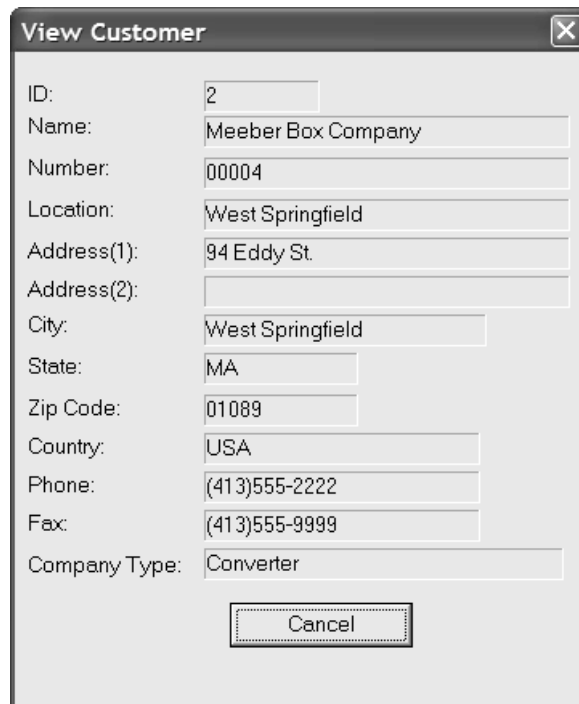 View Customer
ID: 2
Name: Meeber Box Company
Number: 00004
Location: West Springfield
Address(1): 94 Eddy St.
Address(2):
City: West Springfield
State: MA
Zip Code: 01089
Country: USA
Phone: (413)555-2222
Fax: (413)555-9999
Company Type: Converter
Cancel